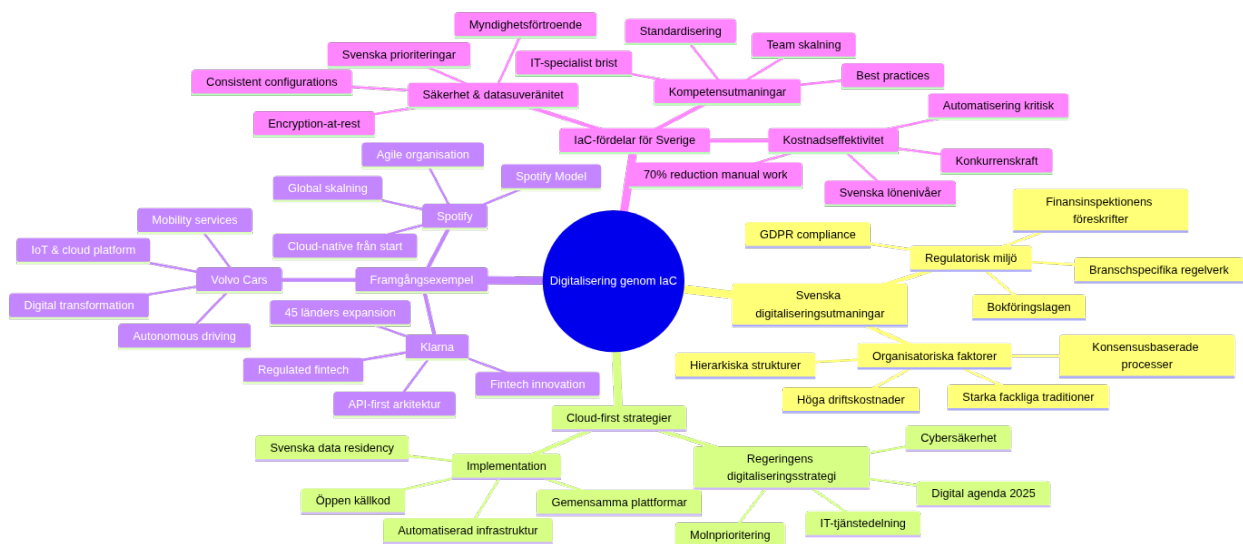 Myndighetsförtroende
Standardisering
Svenska prioriteringar
IT-specialist brist
Team skalning
Consistent configurations
Säkerhet & datasuveränitet
Kompetensutmaningar
Best practices
Encryption-at-rest
IaC-fördelar för Sverige
Kostnadseffektivitet
Automatisering kritisk
Konkurrenskraft
70% reduction manual work
Svenska lönenivåer
Agile organisation
Global skalning
Spotify Model
Spotify
Cloud-native från start
Mobility services
IoT & cloud platform
Volvo Cars
Framgångsexempel
Digital transformation
Autonomous driving
45 länders expansion
Klarna
Regulated fintech
Fintech innovation
API-first arkitektur
Digitalisering genom IaC
Finansinspektionens
föreskrifter
GDPR compliance
Regulatorisk miljö
Branschspecifika regelverk
Bokföringslagen
Svenska
digitaliseringsutmaningar
Organisatoriska faktorer
Konsensusbaserade
processer
Hierarkiska strukturer
Höga driftskostnader
Starka fackliga traditioner
Cloud-first strategier
Svenska data residency
Implementation
Öppen källkod
Gemensamma plattformar
Automatiserad infrastruktur
Regeringens
digitaliseringsstrategi
Cybersäkerhet
Digital agenda 2025
IT-tjänstedelning
Molnprioritering